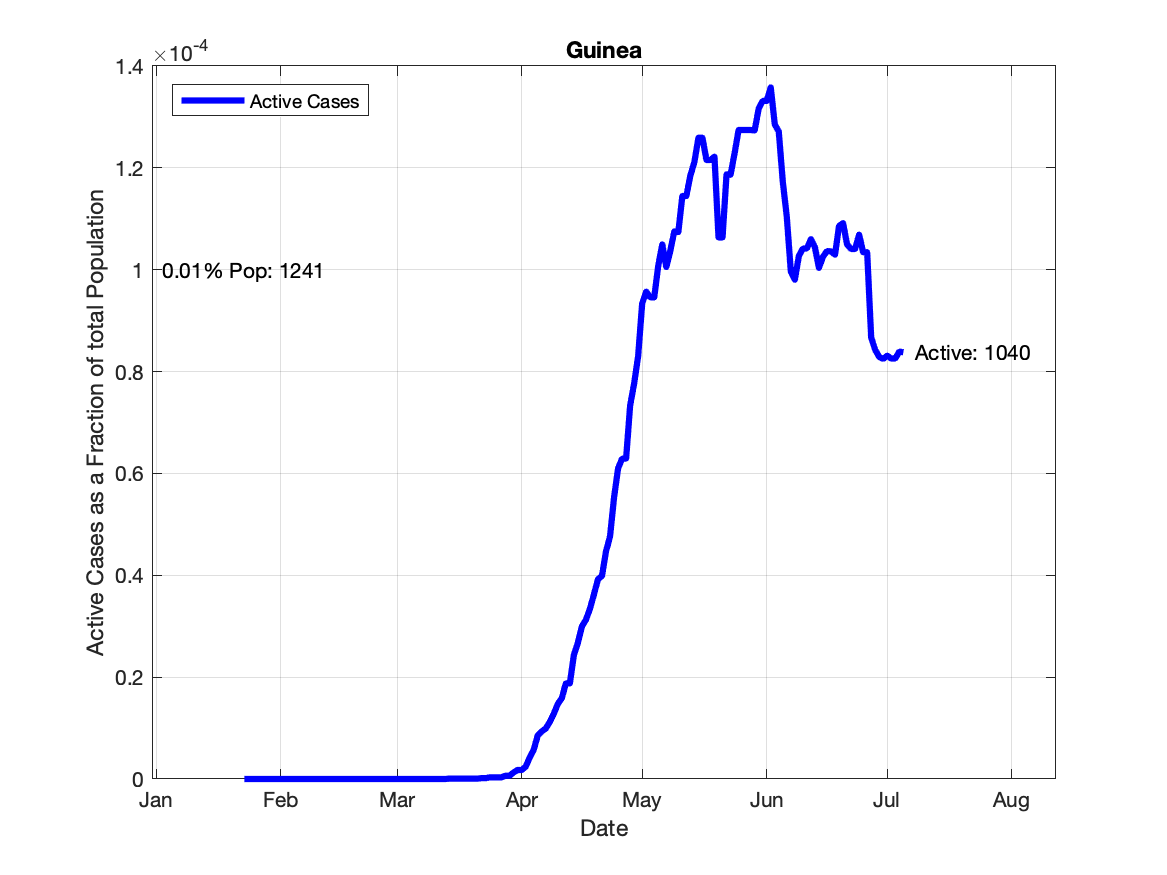 Guinea
×10-4
Active Cases
1.4
1.2
1
0.8
0.6
0.4
0.2
0
0.01% Pop: 1241
Active: 1040
Active Cases as a Fraction of total Population
Jan Feb Mar Apr May Jun Jul Aug
Date